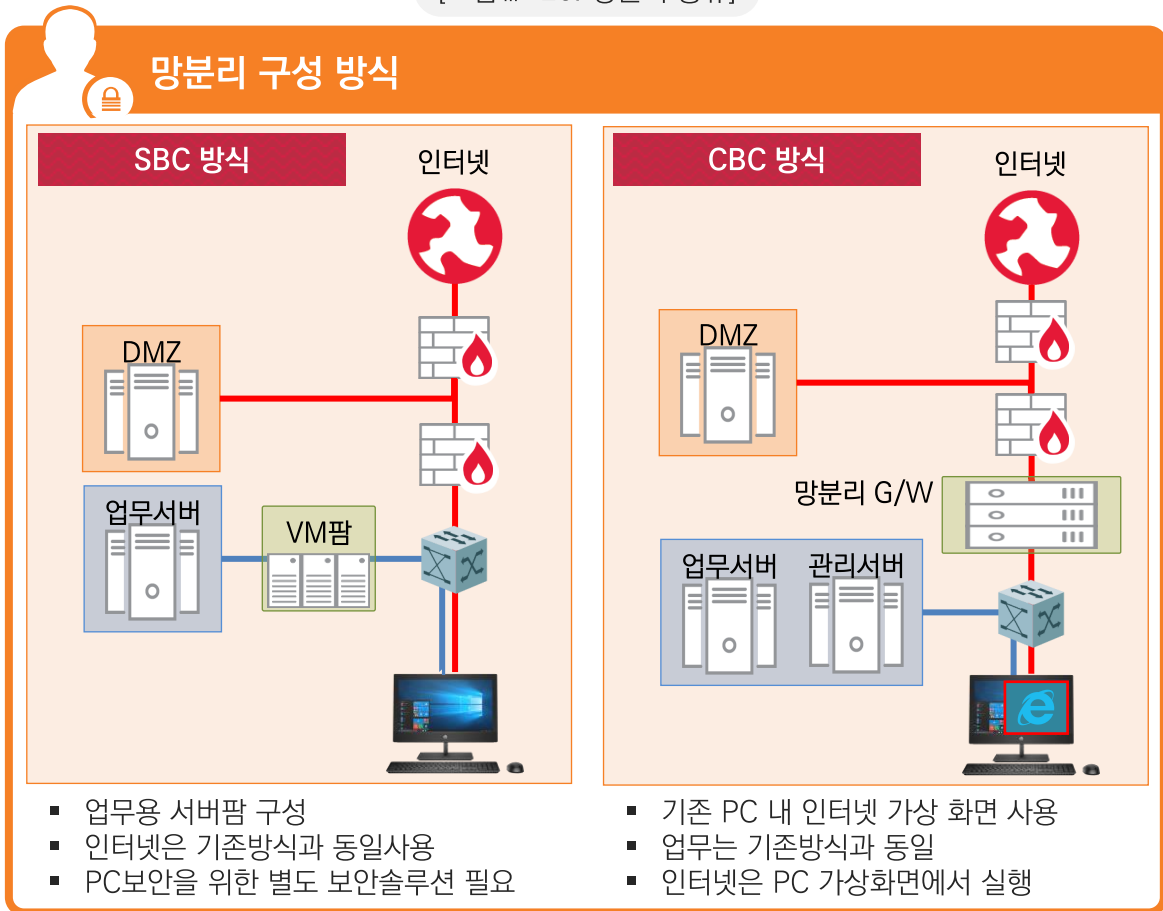 망분리 구성 방식
SBC 방식
인터넷
DMZ
업무서버
VM팜
▪ 업무용 서버팜 구성
▪ 인터넷은 기존방식과 동일사용
▪ PC보안을 위한 별도 보안솔루션 필요
CBC 방식
인터넷
DMZ
망분리 G/W
업무서버
관리서버
▪ 기존 PC 내 인터넷 가상 화면 사용
▪ 업무는 기존방식과 동일
▪ 인터넷은 PC 가상화면에서 실행